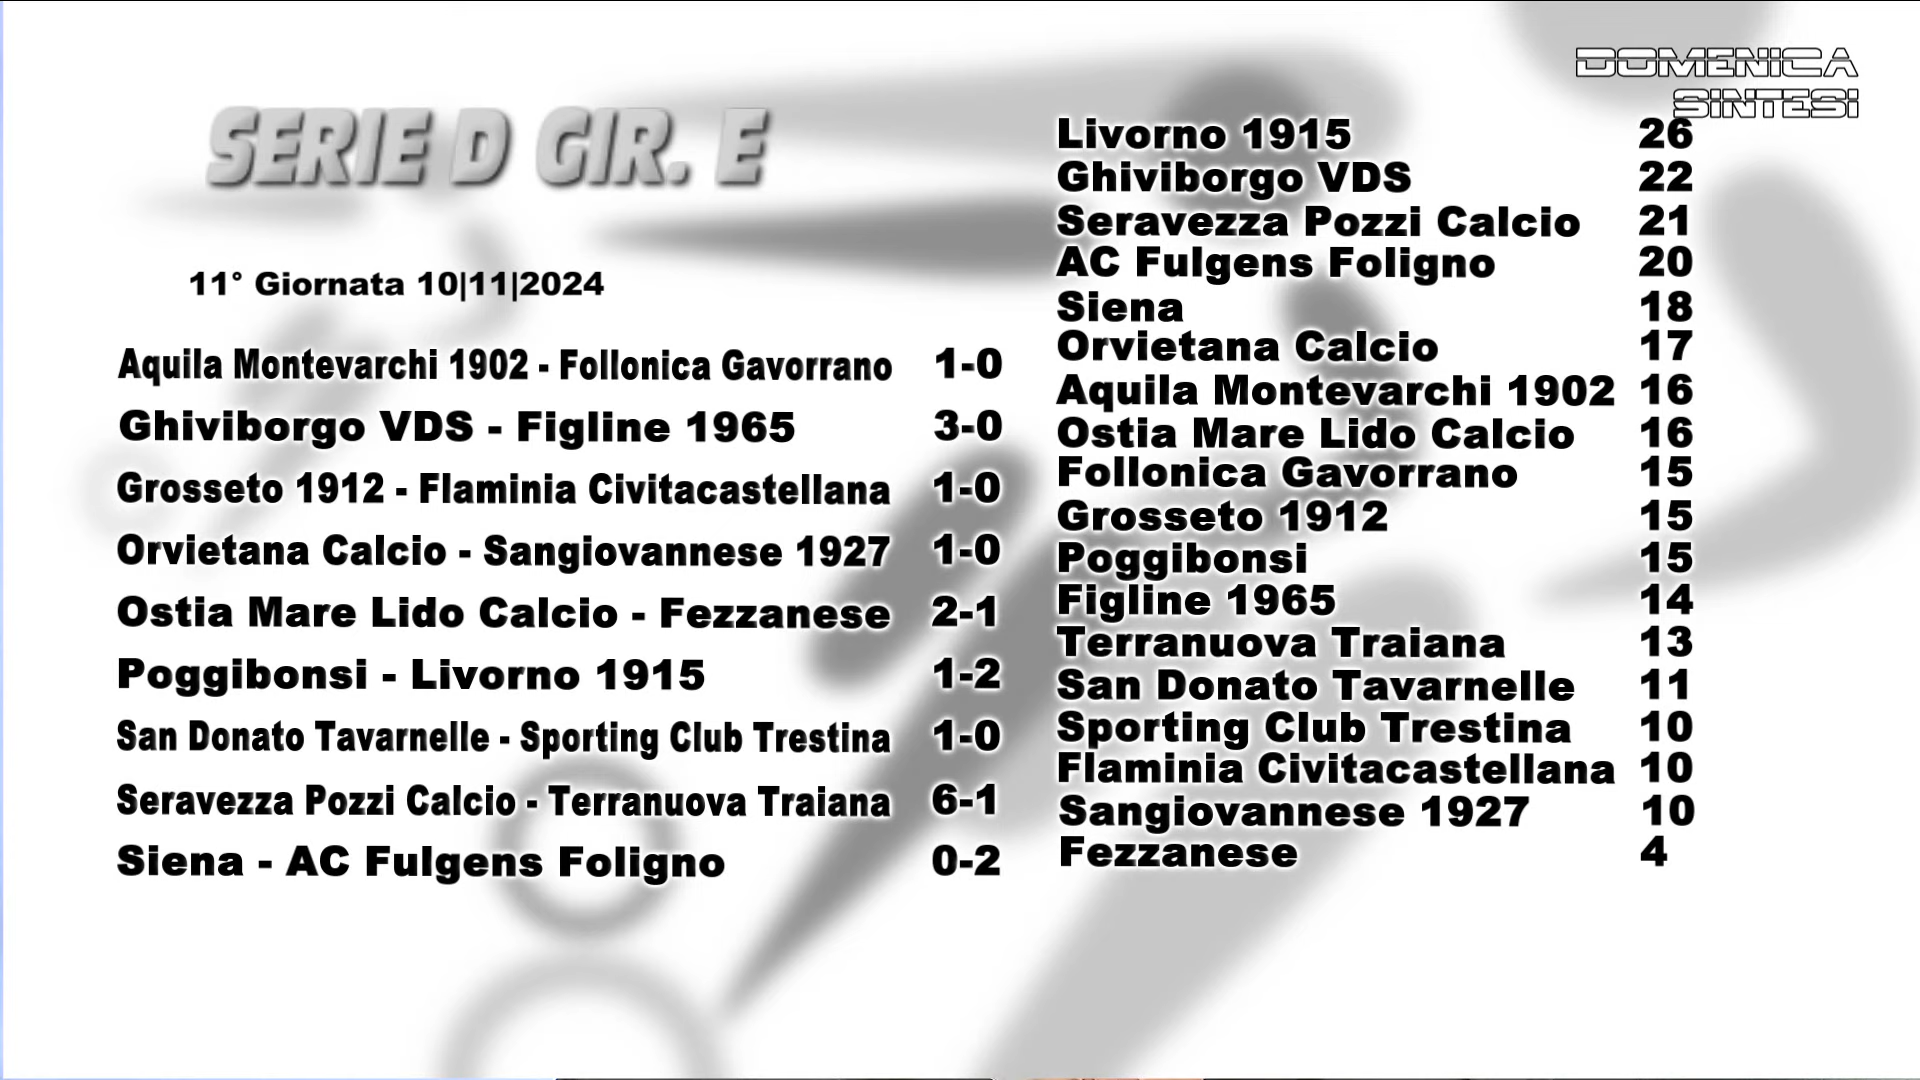 DOMENICA
SINTESI
SERIE D GIR. E
11° Giornata 10|11|2024
Aquila Montevarchi 1902 - Follonica Gavorrano 1-0
Ghiviborgo VDS - Figline 1965 3-0
Grosseto 1912 - Flaminia Civitacastellana 1-0
Orvietana Calcio - Sangiovannese 1927 1-0
Ostia Mare Lido Calcio - Fezzanese 2-1
Poggibonsi - Livorno 1915 1-2
San Donato Tavarnelle - Sporting Club Trestina 1-0
Seravezza Pozzi Calcio - Terranuova Traiana 6-1
Siena - AC Fulgens Foligno 0-2
Livorno 1915 26
Ghiviborgo VDS 22
Seravezza Pozzi Calcio 21
AC Fulgens Foligno 20
Siena 18
Orvietana Calcio 17
Aquila Montevarchi 1902 16
Ostia Mare Lido Calcio 16
Follonica Gavorrano 15
Grosseto 1912 15
Poggibonsi 15
Figline 1965 14
Terranuova Traiana 13
San Donato Tavarnelle 11
Sporting Club Trestina 10
Flaminia Civitacastellana 10
Sangiovannese 1927 10
Fezzanese 4